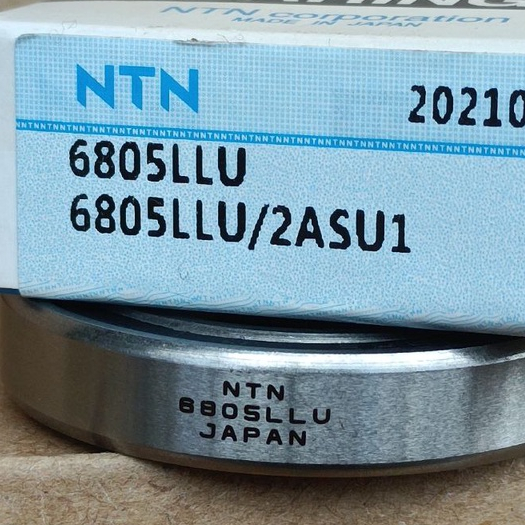 NTN corporation
MADE IN JAPAN
NTN
20210
6805LLU
6805LLU/2ASU1
NTN
6805LLU
JAPAN